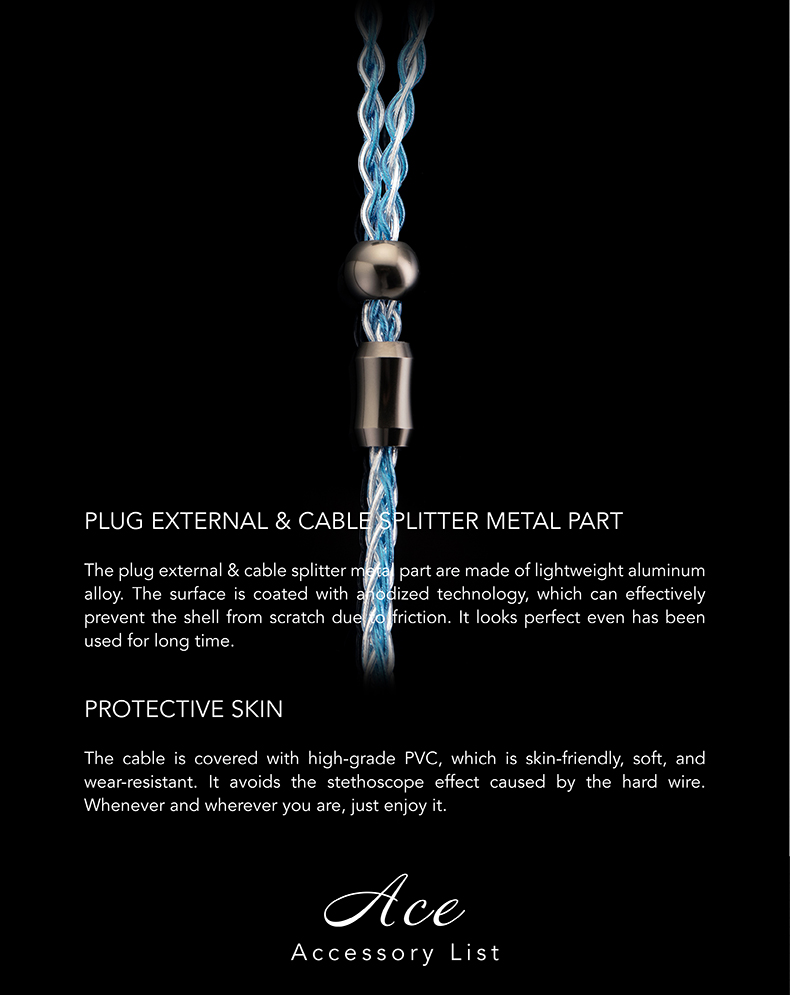 PLUG EXTERNAL & CABLE SPLITTER METAL PART
The plug external & cable splitter metal part are made of lightweight aluminum
alloy. The surface is coated with anodized technology, which can effectively
prevent the shell from scratch due to friction. It looks perfect even has been
used for long time.
PROTECTIVE SKIN
The cable is covered with high-grade PVC, which is skin-friendly, soft, and
wear-resistant. It avoids the stethoscope effect caused by the hard wire.
Whenever and wherever you are, just enjoy it.
Ace
Accessory List